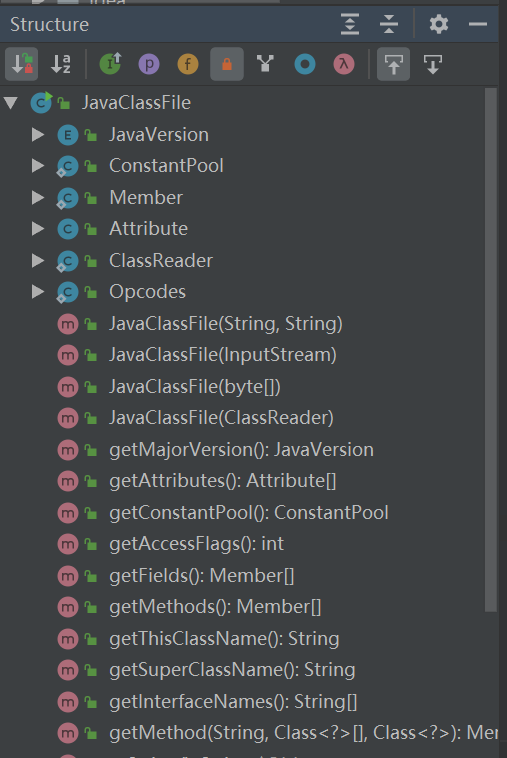 Structure
JavaClassFile
JavaVersion
ConstantPool
Member
Attribute
ClassReader
Opcodes
JavaClassFile(String, String)
JavaClassFile(InputStream)
JavaClassFile(byte[])
JavaClassFile(ClassReader)
getMajorVersion(): JavaVersion
getAttributes(): Attribute[]
getConstantPool(): ConstantPool
getAccessFlags(): int
getFields(): Member[]
getMethods(): Member[]
getThisClassName(): String
getSuperClassName(): String
getInterfaceNames(): String[]
getMethod(String, Class<?>[], Class<?>): Mer